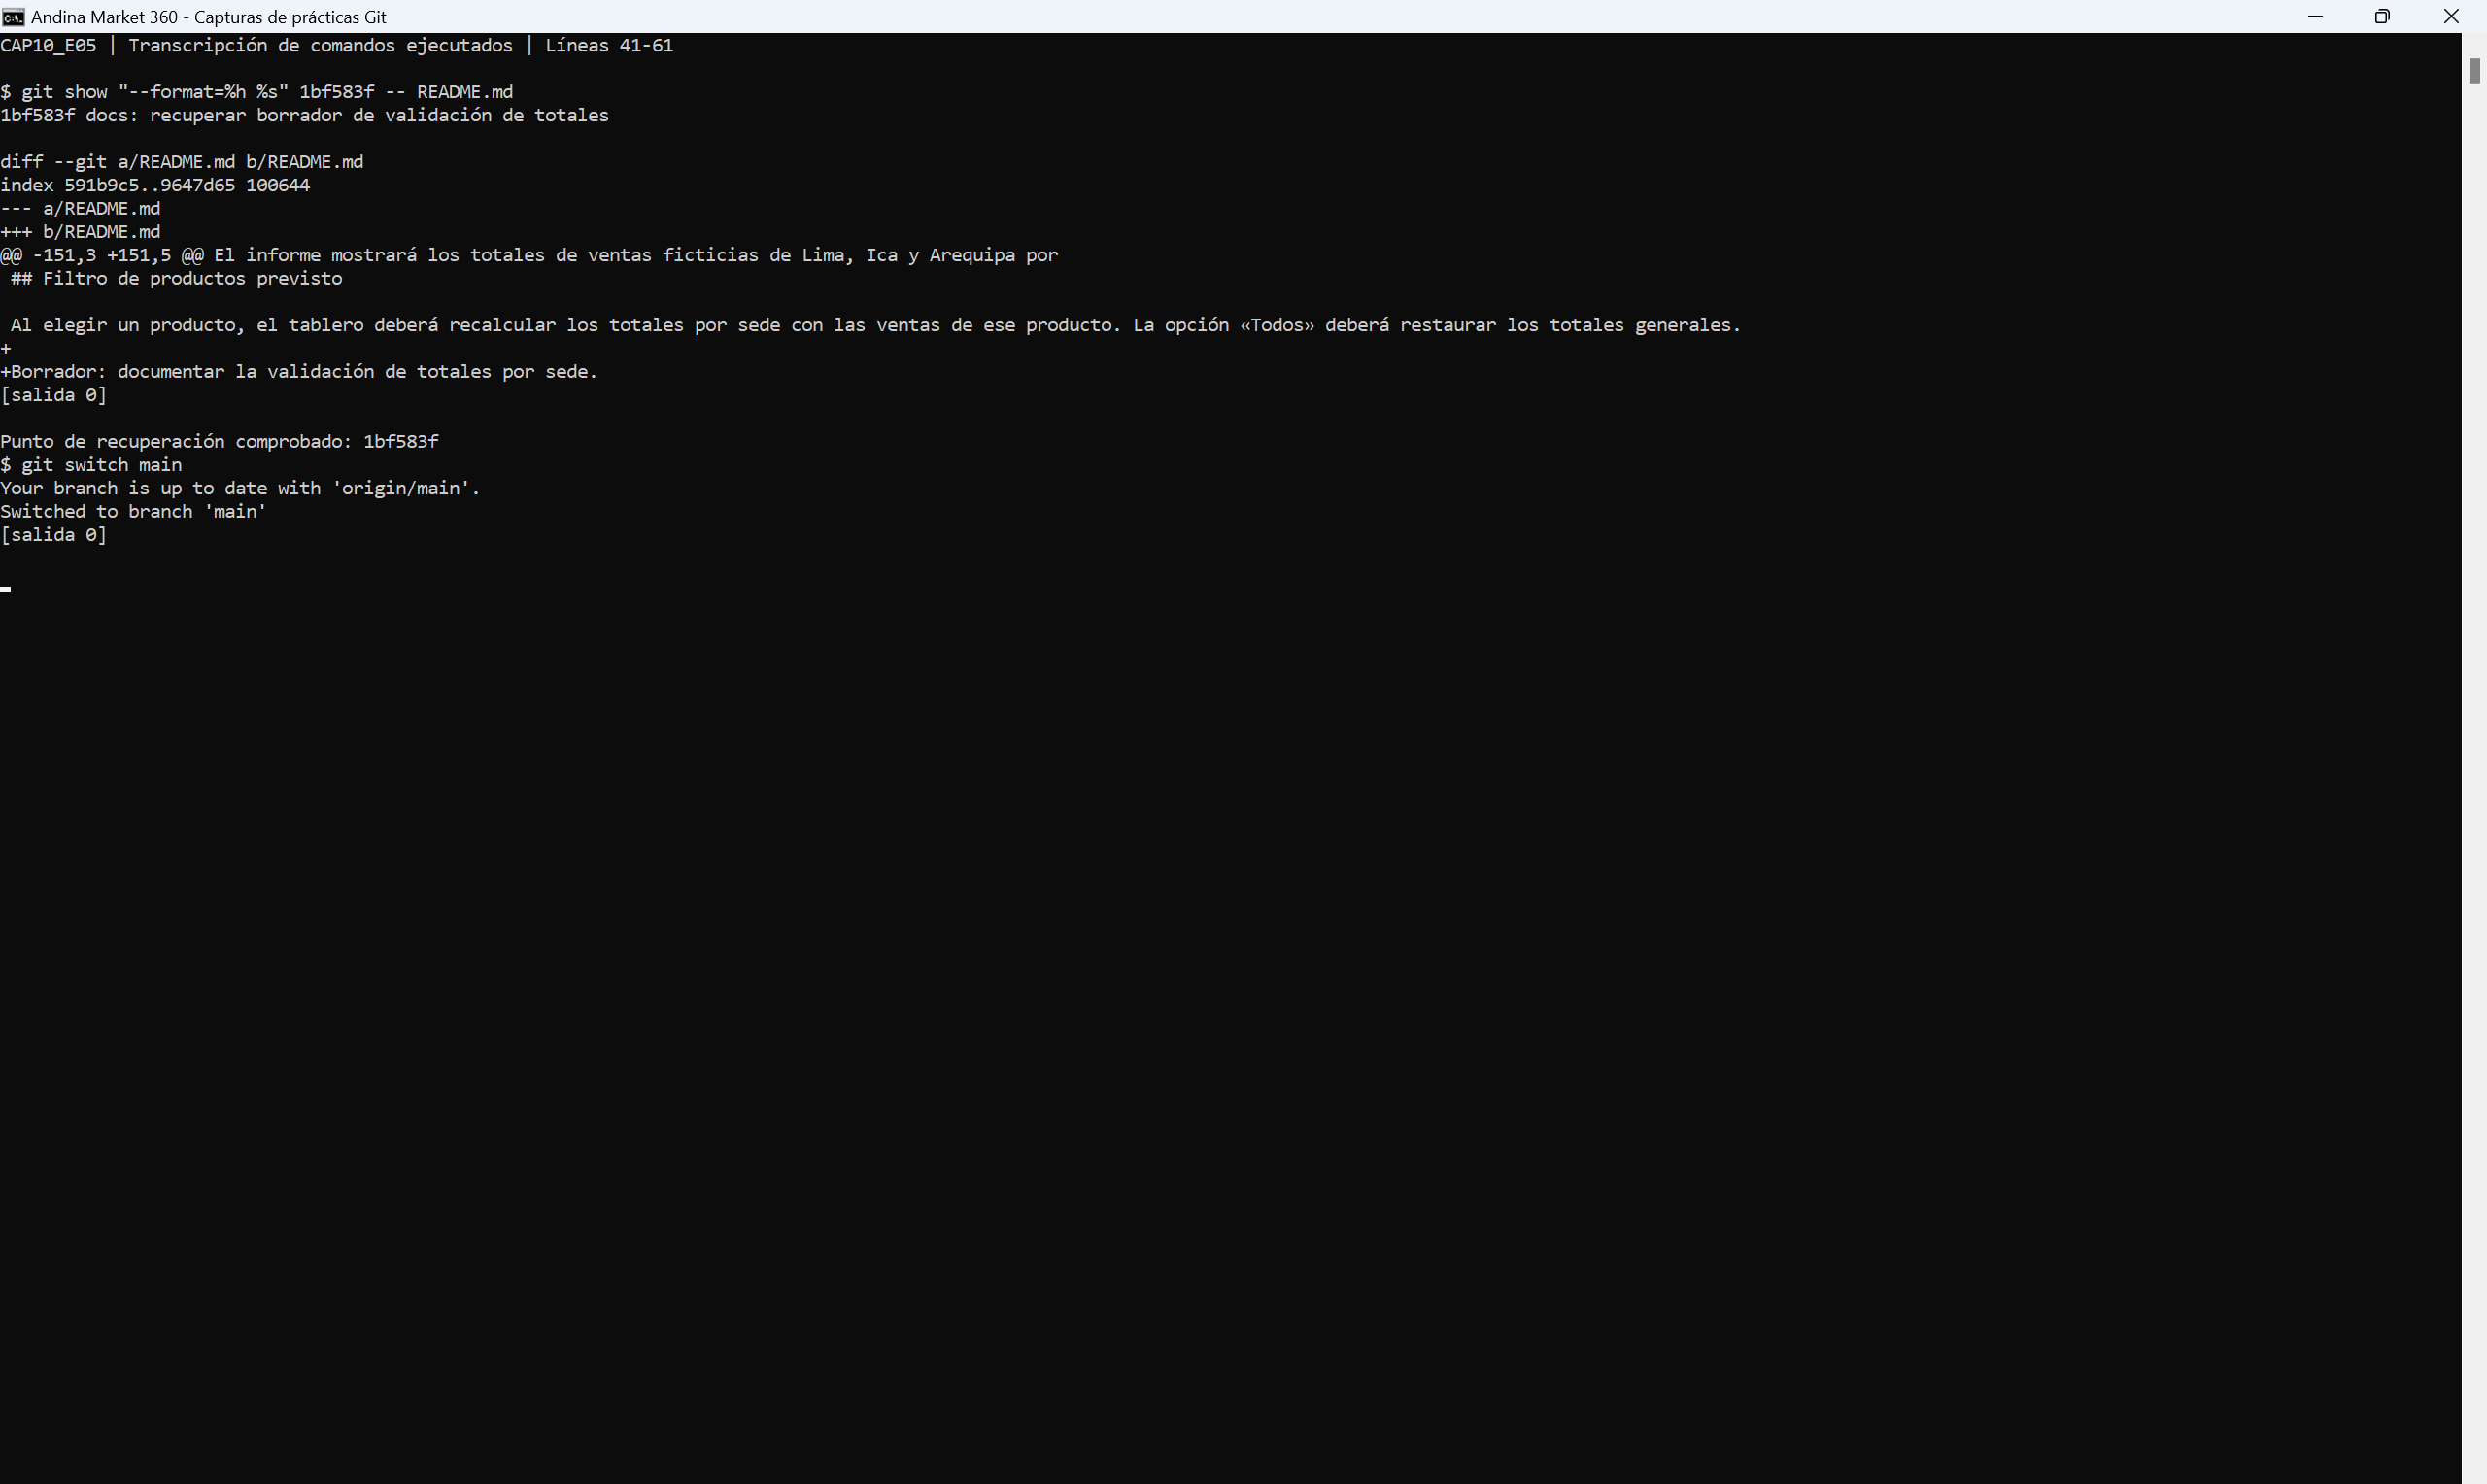 Andina Market 360 - Capturas de prácticas Git
CAP10_E05 | Transcripción de comandos ejecutados | Líneas 41-61
$ git show "--format=%h %s" 1bf583f -- README.md
1bf583f docs: recuperar borrador de validación de totales
diff --git a/README.md b/README.md
index 591b9c5..9647d65 100644
--- a/README.md
+++ b/README.md
@@ -151,3 +151,5 @@ El informe mostrará los totales de ventas ficticias de Lima, Ica y Arequipa por
 ## Filtro de productos previsto
 Al elegir un producto, el tablero deberá recalcular los totales por sede con las ventas de ese producto. La opción «Todos» deberá restaurar los totales generales.
+
+Borrador: documentar la validación de totales por sede.
[salida 0]
Punto de recuperación comprobado: 1bf583f
$ git switch main
Your branch is up to date with 'origin/main'.
Switched to branch 'main'
[salida 0]